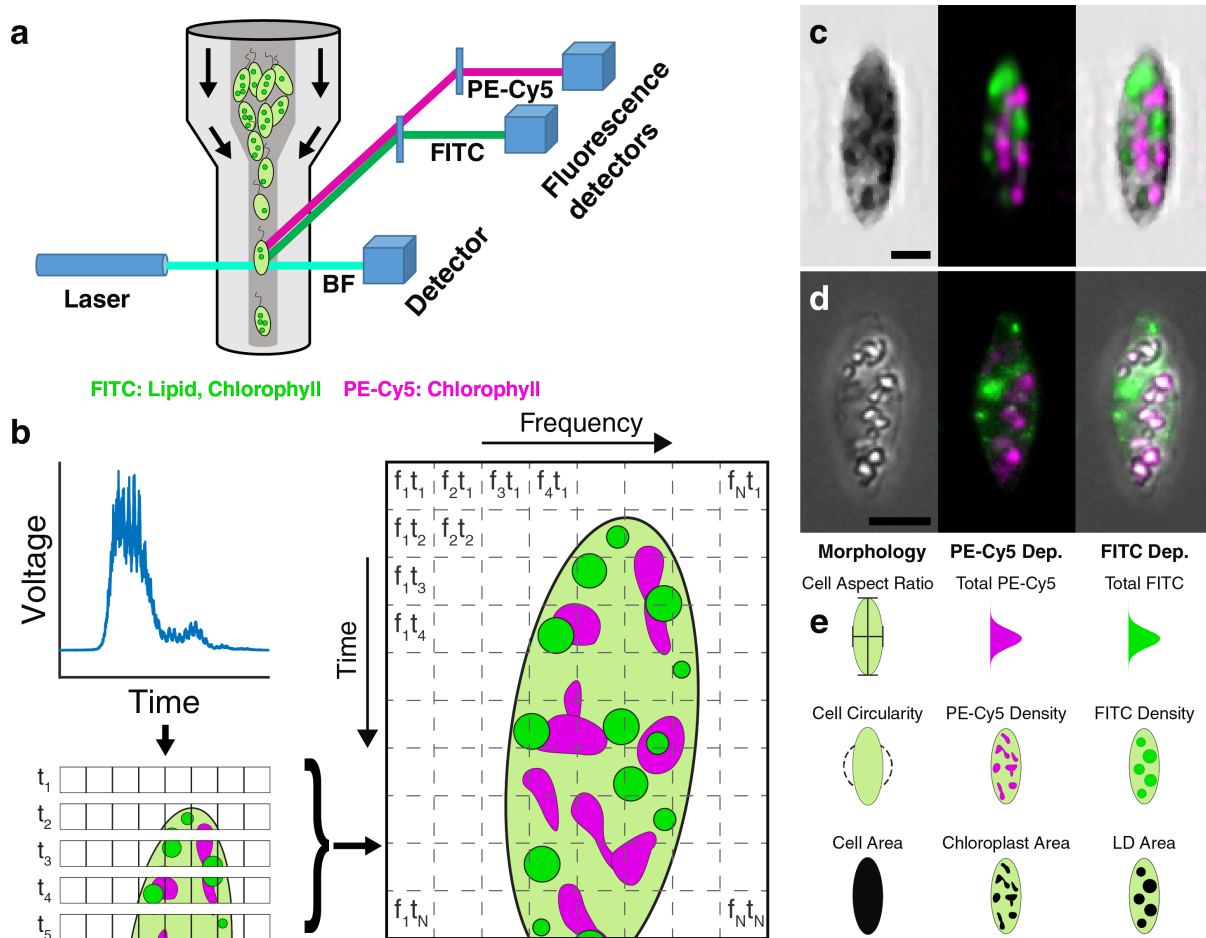 a
PE-Cy5
FITC
Fluorescence
detectors
Laser
BF
Detector
FITC: Lipid, Chlorophyll PE-Cy5: Chlorophyll
b
Voltage
Time
Frequency
Time
f1t1 f2t1 f3t1 f4t1 fNt1
f1t2 f2t2
f1t3
f1t4
f1tN fNtN
t1
t2
t3
t4
t5
c
d
Morphology PE-Cy5 Dep. FITC Dep.
e
Cell Aspect Ratio Total PE-Cy5 Total FITC
Cell Circularity PE-Cy5 Density FITC Density
Cell Area Chloroplast Area LD Area